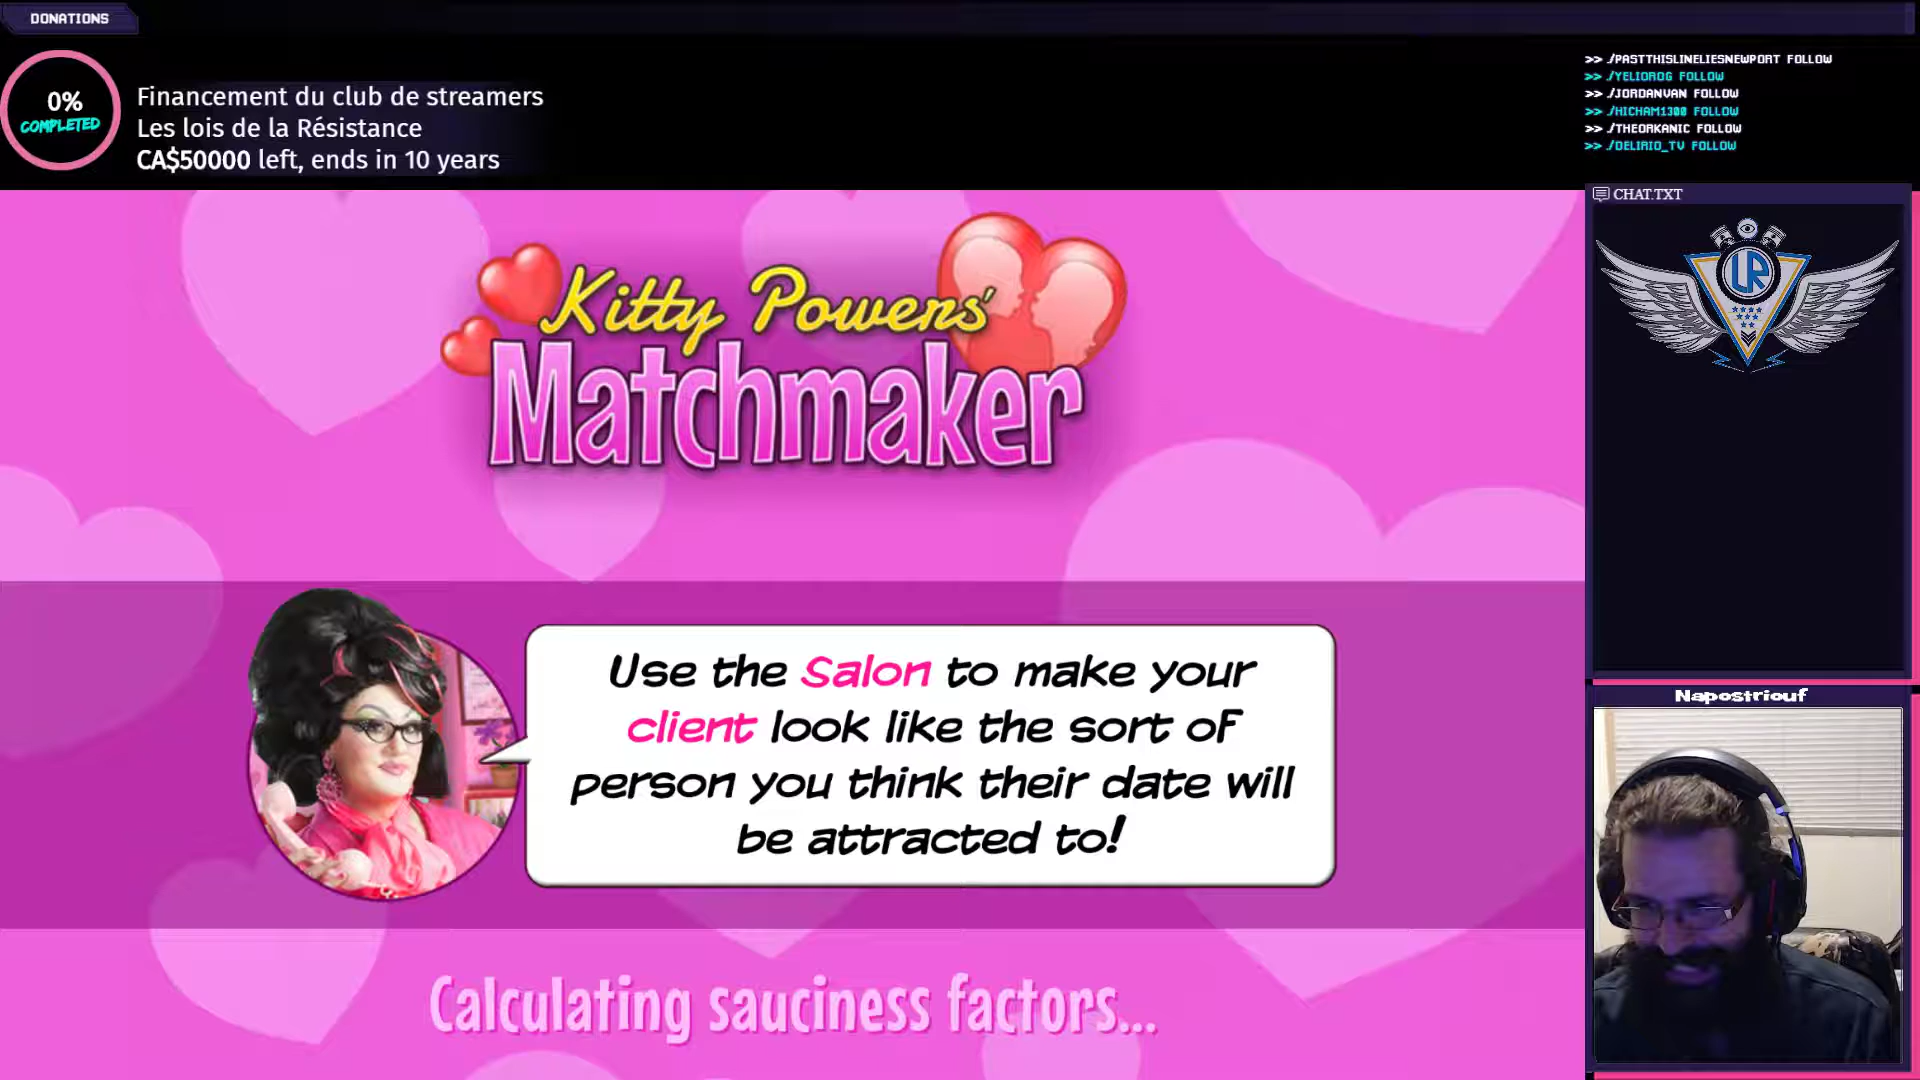 DONATIONS
0%
COMPLETED
Financement du club de streamers
Les lois de la Résistance
CA$50000 left, ends in 10 years
>> ./PASTTHISLINELIESNEWPORT FOLLOW
>> ./YELIOROG FOLLOW
>> ./JORDANVAN FOLLOW
>> ./HICHAM1300 FOLLOW
>> ./THEORKANIC FOLLOW
>> ./DELIRIO_TV FOLLOW
CHAT.TXT
LR
Kitty Powers'
Matchmaker
Use the Salon to make your
client look like the sort of
person you think their date will
be attracted to!
Calculating sauciness factors...
Napostriouf